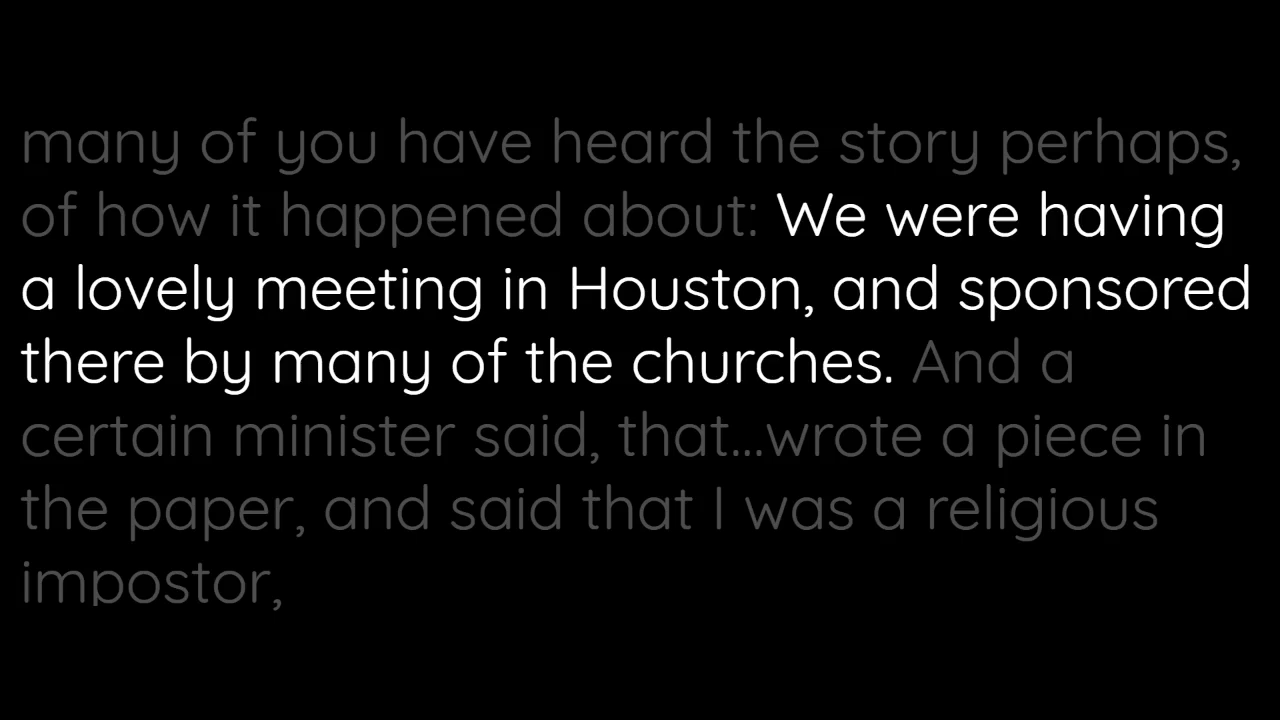 many of you have heard the story perhaps,
of how it happened about: We were having
a lovely meeting in Houston, and sponsored
there by many of the churches. And a
certain minister said, that...wrote a piece in
the paper, and said that I was a religious
impostor,